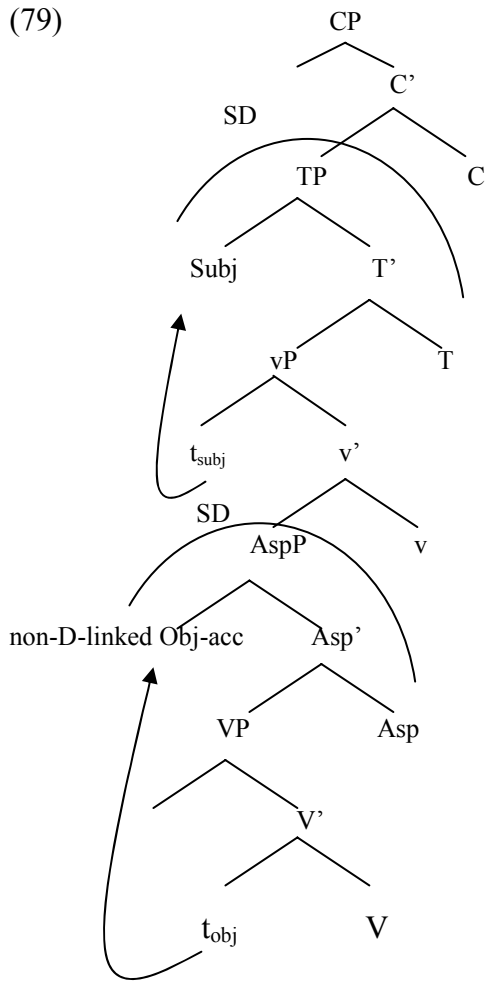 (79)
CP
C’
SD
TP C
Subj T’
vP T
tsubj v’
SD
AspP v
non-D-linked Obj-acc Asp’
VP Asp
V’
tobj V